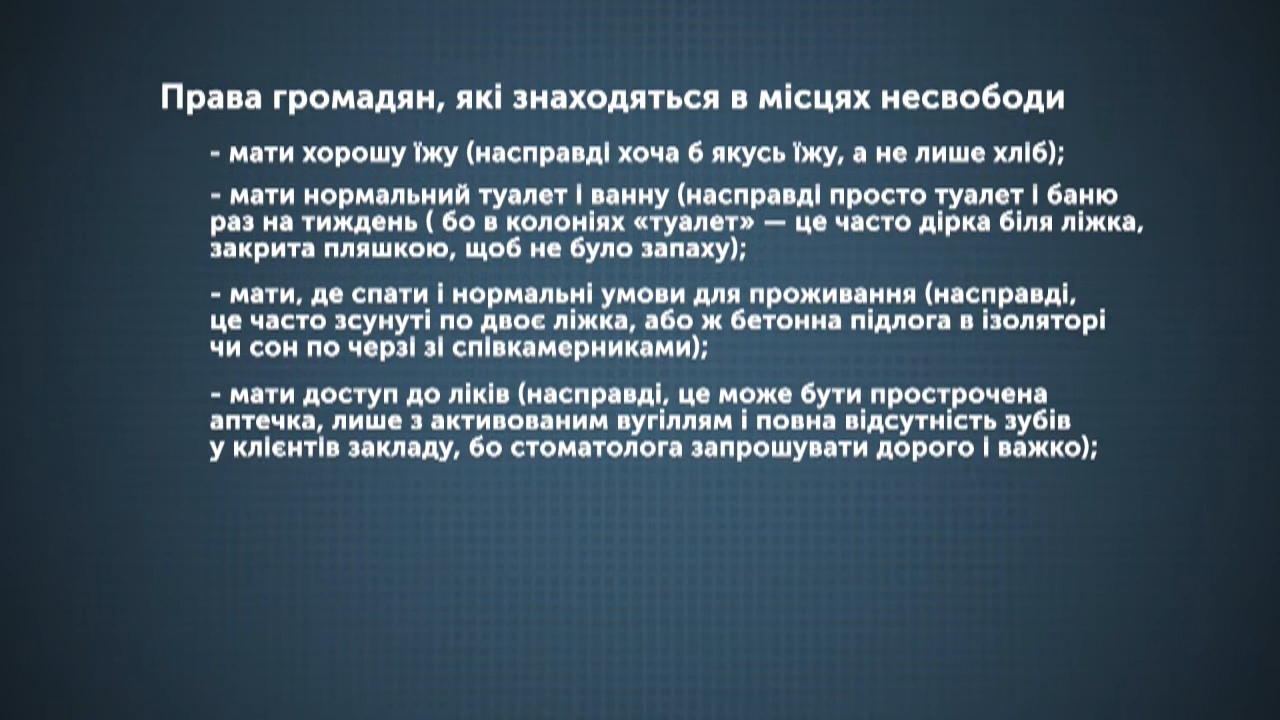 Права громадян, які знаходяться в місцях несвободи
- мати хорошу їжу (насправді хоча б якусь їжу, а не лише хліб);
- мати нормальний туалет і ванну (насправді просто туалет і баню
раз на тиждень ( бо в колоніях «туалет» — це часто дірка біля ліжка,
закрита пляшкою, щоб не було запаху);
- мати, де спати і нормальні умови для проживання (насправді,
це часто зсунуті по двоє ліжка, або ж бетонна підлога в ізоляторі
чи сон по черзі зі співкамерниками);
- мати доступ до ліків (насправді, це може бути прострочена
аптечка, лише з активованим вугіллям і повна відсутність зубів
у клієнтів закладу, бо стоматолога запрошувати дорого і важко);